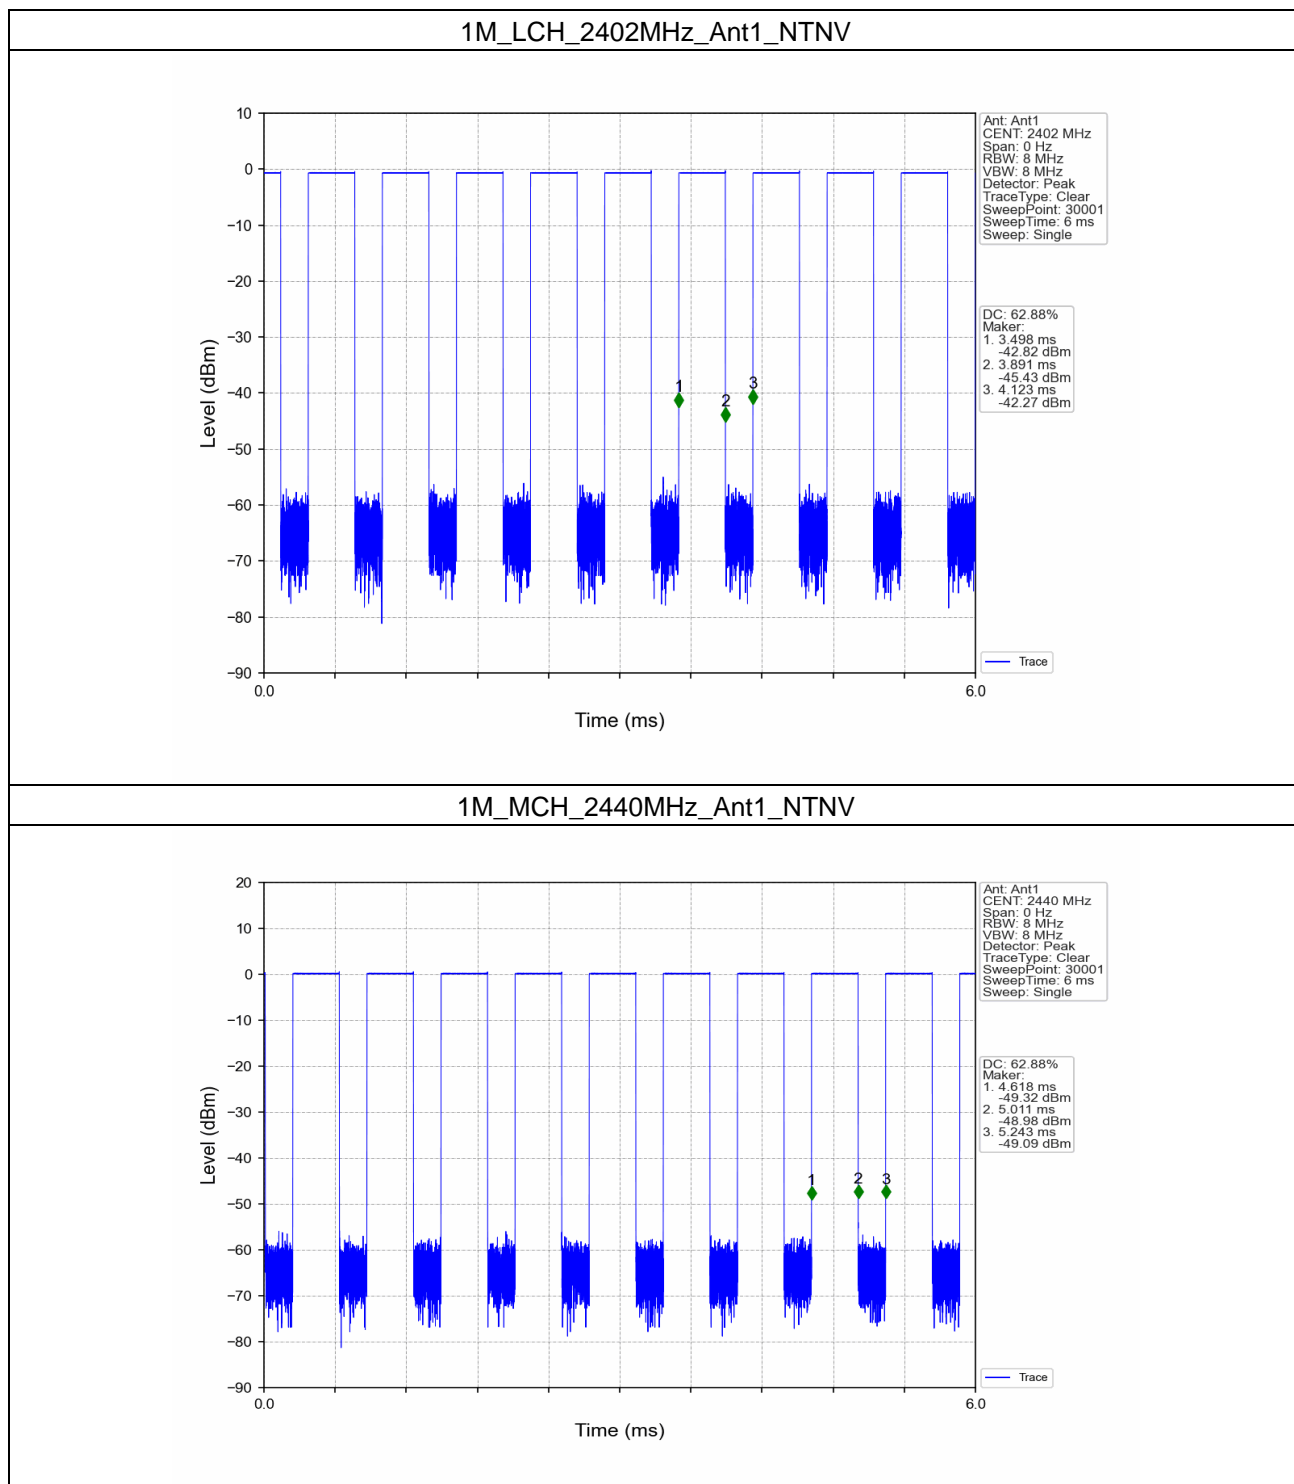 1M_LCH_2402MHz_Ant1_NTNV
10
0
−10
−20
−30
−40
−50
−60
−70
−80
−90
Level (dBm)
0.0
6.0
Time (ms)
1
2
3
Ant: Ant1
CENT: 2402 MHz
Span: 0 Hz
RBW: 8 MHz
VBW: 8 MHz
Detector: Peak
TraceType: Clear
SweepPoint: 30001
SweepTime: 6 ms
Sweep: Single
DC: 62.88%
Maker:
1. 3.498 ms
-42.82 dBm
2. 3.891 ms
-45.43 dBm
3. 4.123 ms
-42.27 dBm
Trace
1M_MCH_2440MHz_Ant1_NTNV
20
10
0
−10
−20
−30
−40
−50
−60
−70
−80
−90
Level (dBm)
0.0
6.0
Time (ms)
1
2
3
Ant: Ant1
CENT: 2440 MHz
Span: 0 Hz
RBW: 8 MHz
VBW: 8 MHz
Detector: Peak
TraceType: Clear
SweepPoint: 30001
SweepTime: 6 ms
Sweep: Single
DC: 62.88%
Maker:
1. 4.618 ms
-49.32 dBm
2. 5.011 ms
-48.98 dBm
3. 5.243 ms
-49.09 dBm
Trace